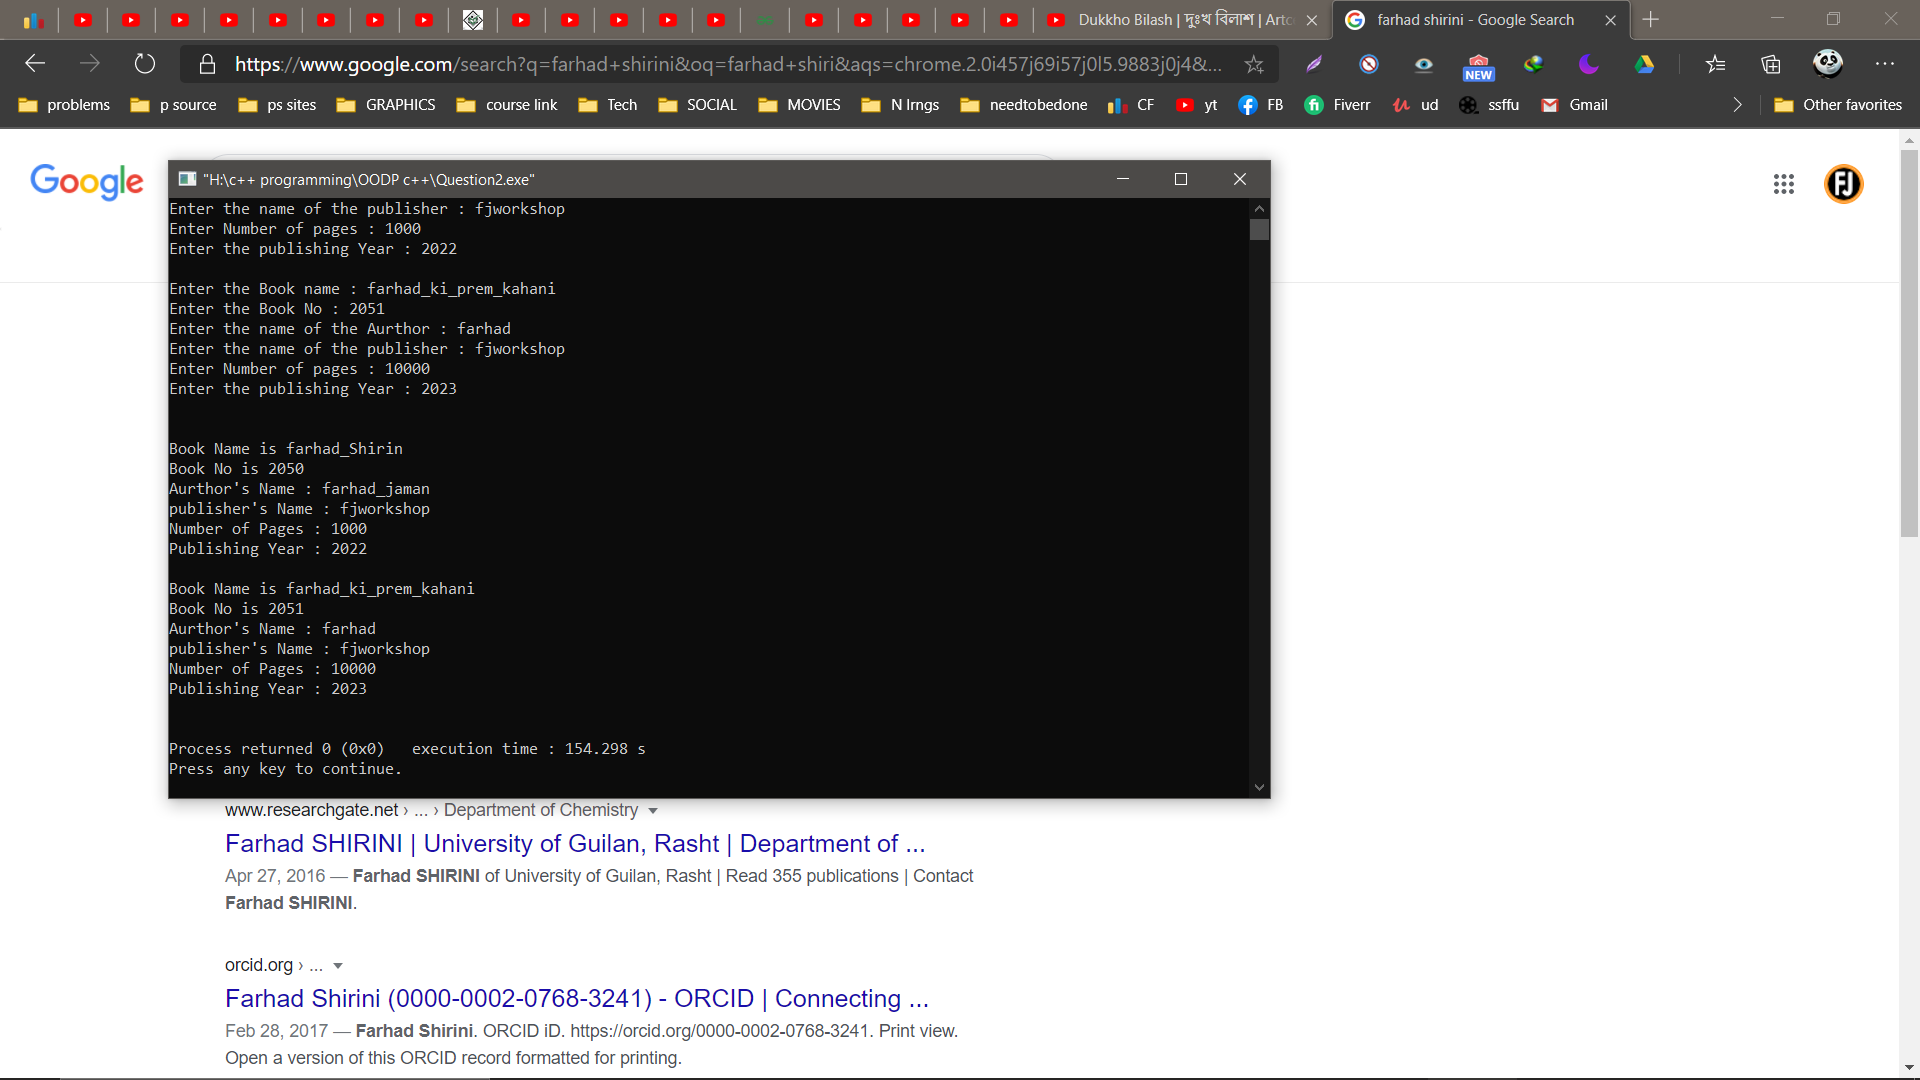 Dukkho Bilash | দুঃখ বিলাশ | Artc
farhad shirini - Google Search
https://www.google.com/search?q=farhad+shirini&oq=farhad+shiri&aqs=chrome.2.0i457j69i57j0l5.9883j0j4&...
NEW
problems p source ps sites GRAPHICS course link Tech SOCIAL MOVIES N lrngs needtobedone CF yt FB Fiverr ud ssffu Gmail Other favorites
Google
FJ
"H:\c++ programming\OODP c++\Question2.exe"
Enter the name of the publisher : fjworkshop
Enter Number of pages : 1000
Enter the publishing Year : 2022
Enter the Book name : farhad_ki_prem_kahani
Enter the Book No : 2051
Enter the name of the Aurthor : farhad
Enter the name of the publisher : fjworkshop
Enter Number of pages : 10000
Enter the publishing Year : 2023
Book Name is farhad_Shirin
Book No is 2050
Aurthor's Name : farhad_jaman
publisher's Name : fjworkshop
Number of Pages : 1000
Publishing Year : 2022
Book Name is farhad_ki_prem_kahani
Book No is 2051
Aurthor's Name : farhad
publisher's Name : fjworkshop
Number of Pages : 10000
Publishing Year : 2023
Process returned 0 (0x0)   execution time : 154.298 s
Press any key to continue.
www.researchgate.net › ... › Department of Chemistry
Farhad SHIRINI | University of Guilan, Rasht | Department of ...
Apr 27, 2016 — Farhad SHIRINI of University of Guilan, Rasht | Read 355 publications | Contact
Farhad SHIRINI.
orcid.org › ...
Farhad Shirini (0000-0002-0768-3241) - ORCID | Connecting ...
Feb 28, 2017 — Farhad Shirini. ORCID iD. https://orcid.org/0000-0002-0768-3241. Print view.
Open a version of this ORCID record formatted for printing.